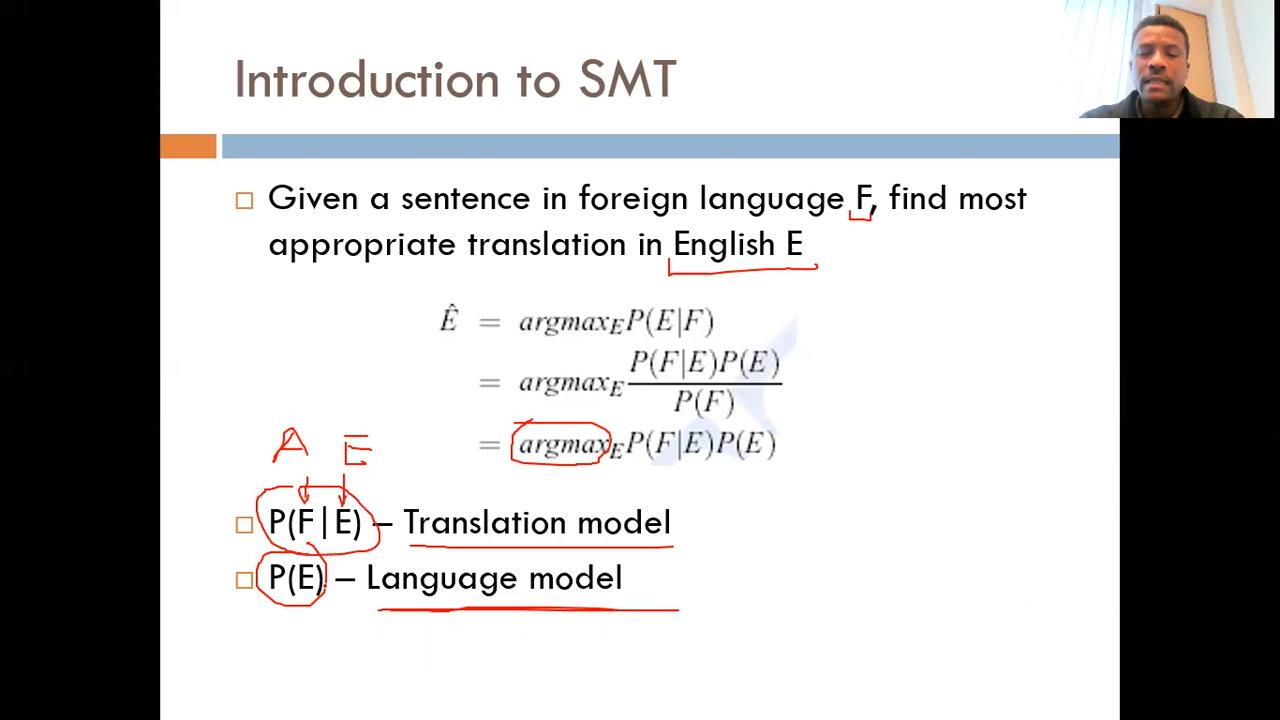 Introduction to SMT
Given a sentence in foreign language F, find most
appropriate translation in English E
Ê = argmax_E P(E|F)
= argmax_E P(F|E)P(E) / P(F)
= argmax_E P(F|E)P(E)
A E
P(F|E) – Translation model
P(E) – Language model